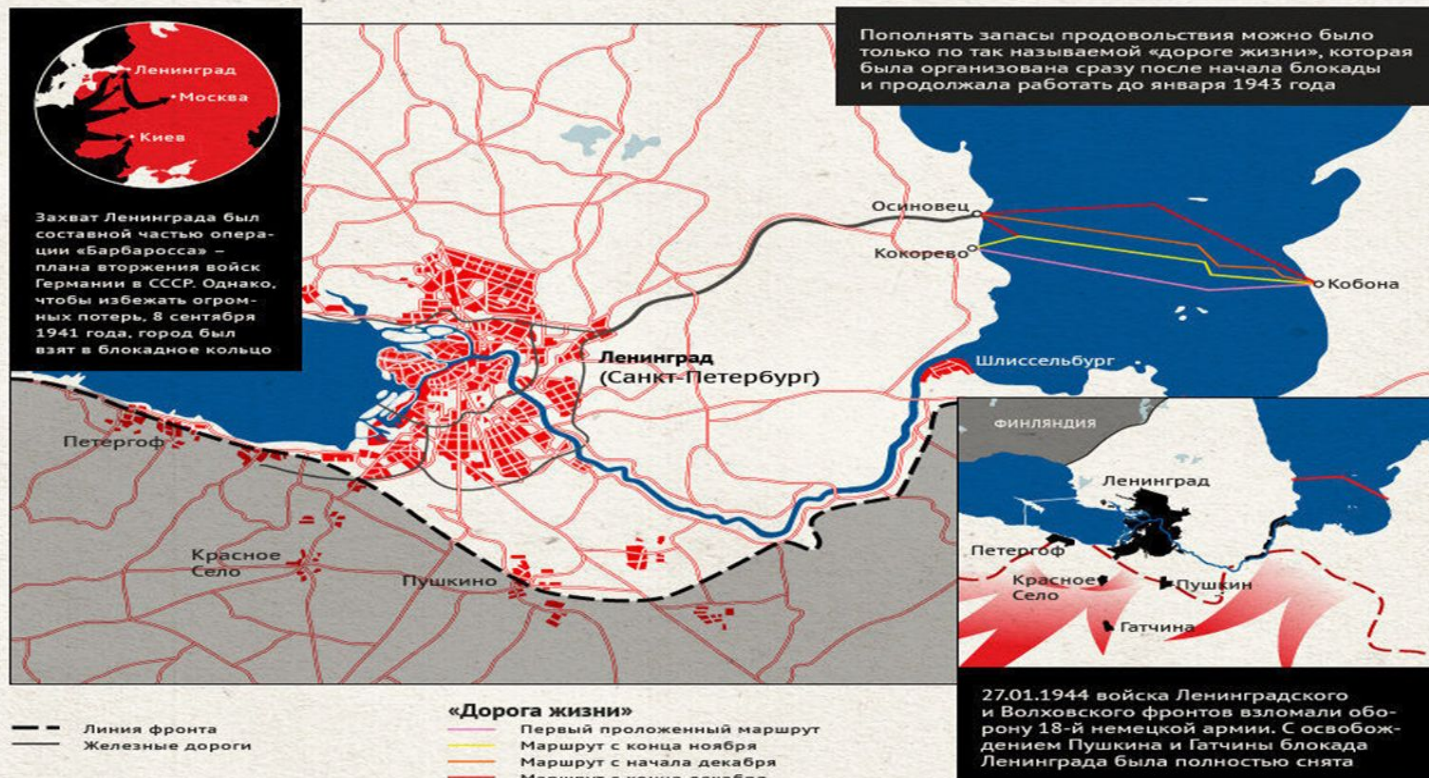 Ленинград
Москва
Киев
Захват Ленинграда был
составной частью опера-
ции «Барбаросса» –
плана вторжения войск
Германии в СССР. Однако,
чтобы избежать огром-
ных потерь, 8 сентября
1941 года, город был
взят в блокадное кольцо
Пополнять запасы продовольствия можно было
только по так называемой «дороге жизни», которая
была организована сразу после начала блокады
и продолжала работать до января 1943 года
Осиновец
Кокорево
Кобона
Ленинград
(Санкт-Петербург)
Шлиссельбург
Петергоф
Красное
Село
Пушкино
ФИНЛЯНДИЯ
Ленинград
Петергоф
Красное
Село
Пушкин
Гатчина
27.01.1944 войска Ленинградского
и Волховского фронтов взломали обо-
рону 18-й немецкой армии. С освобож-
дением Пушкина и Гатчины блокада
Ленинграда была полностью снята
Линия фронта
Железные дороги
«Дорога жизни»
Первый проложенный маршрут
Маршрут с конца ноября
Маршрут с начала декабря
Маршрут с конца декабря